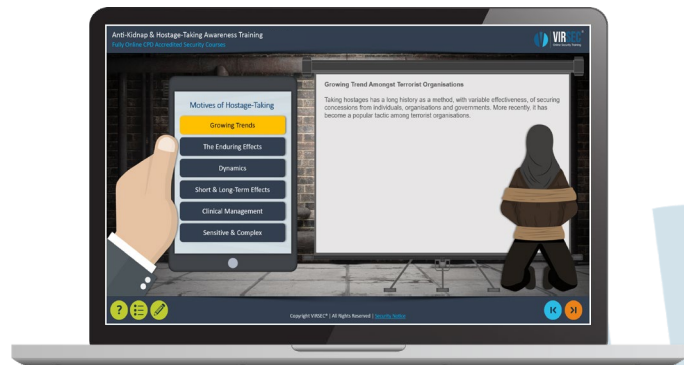 Anti-Kidnap & Hostage-Taking Awareness Training
Fully Online CPD Accredited Security Courses
VIRSEC®
Online Security Training
Growing Trend Amongst Terrorist Organisations
Taking hostages has a long history as a method, with variable effectiveness, of securing
concessions from individuals, organisations and governments. More recently, it has
become a popular tactic among terrorist organisations.
Motives of Hostage-Taking
Growing Trends
The Enduring Effects
Dynamics
Short & Long-Term Effects
Clinical Management
Sensitive & Complex
?
Copyright VIRSEC® | All Rights Reserved | Security Notice